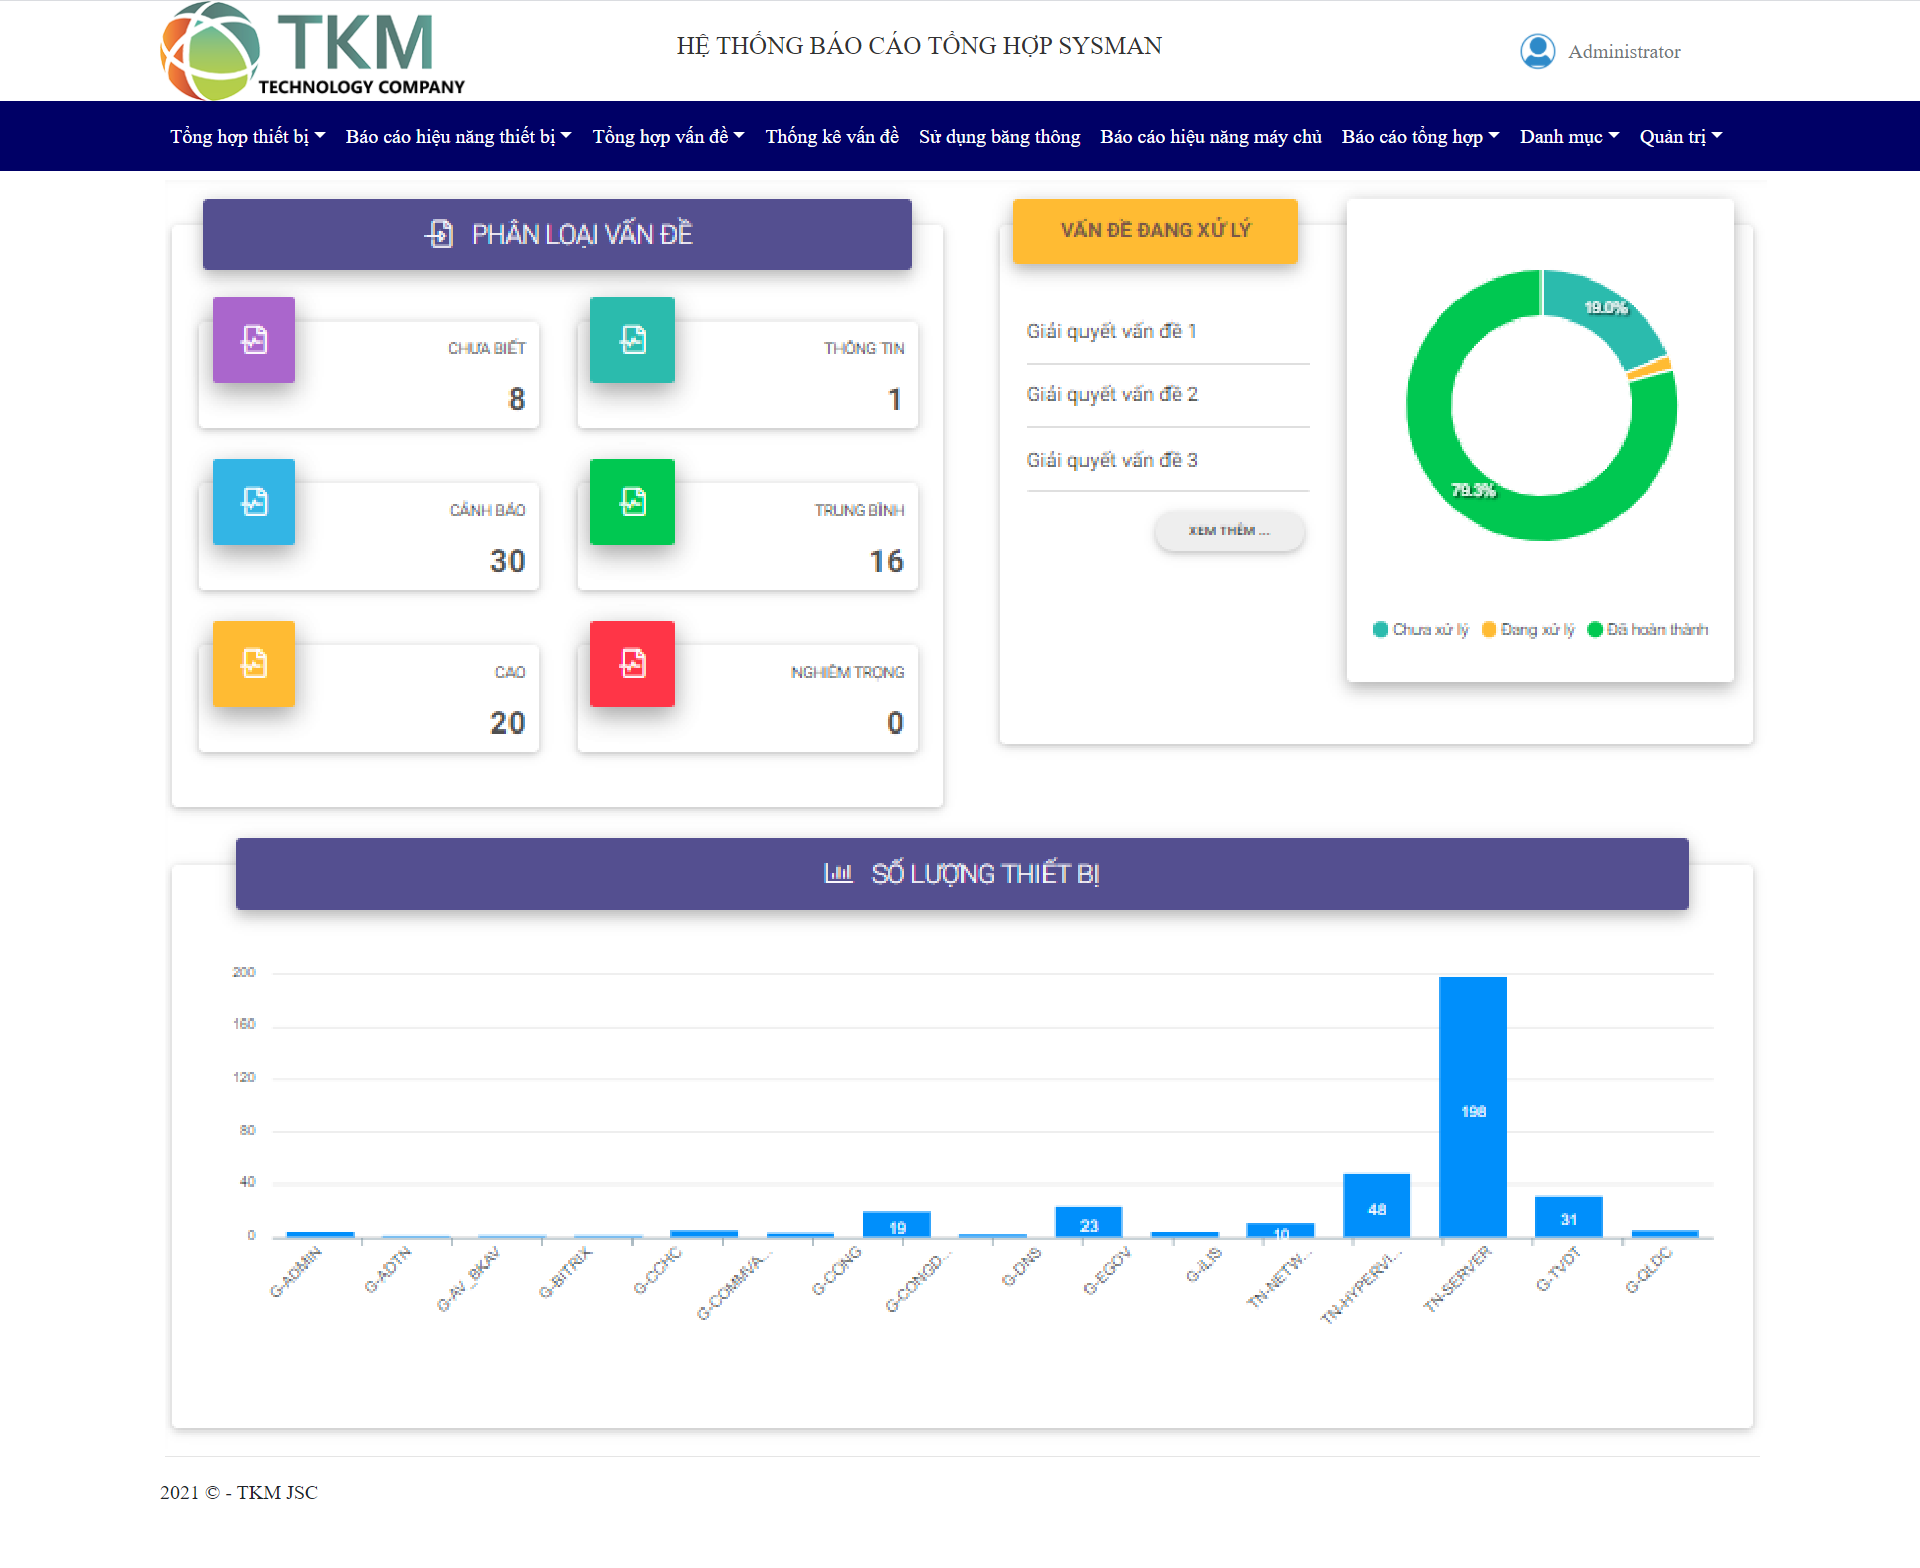 TKM
TECHNOLOGY COMPANY
HỆ THỐNG BÁO CÁO TỔNG HỢP SYSMAN
Administrator
Tổng hợp thiết bị Báo cáo hiệu năng thiết bị Tổng hợp vấn đề Thống kê vấn đề Sử dụng băng thông Báo cáo hiệu năng máy chủ Báo cáo tổng hợp Danh mục Quản trị
PHÂN LOẠI VẤN ĐỀ
CHƯA BIẾT
8
THÔNG TIN
1
CẢNH BÁO
30
TRUNG BÌNH
16
CAO
20
NGHIÊM TRỌNG
0
VẤN ĐỀ ĐANG XỬ LÝ
Giải quyết vấn đề 1
Giải quyết vấn đề 2
Giải quyết vấn đề 3
XEM THÊM ...
19.0%
79.3%
Chưa xử lý Đang xử lý Đã hoàn thành
SỐ LƯỢNG THIẾT BỊ
200
160
120
80
40
0
19
23
10
48
198
31
G-ADMIN
G-ADTN
G-AV_BKAV
G-BITRIX
G-CCHC
G-COMMVA...
G-CONG
G-CONGD...
G-DNS
G-EGOV
G-ILIS
TN-NETW...
TN-HYPERVI...
TN-SERVER
G-TVDT
G-QLDC
2021 © - TKM JSC